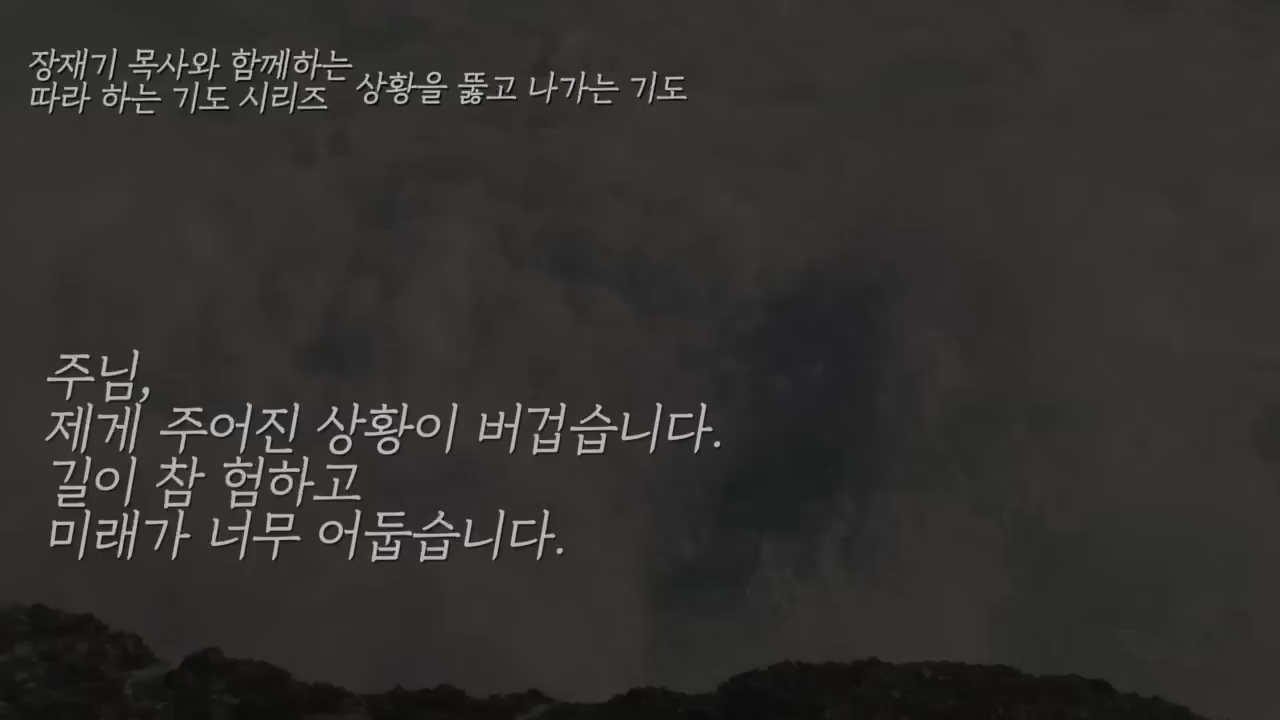 장재기 목사와 함께하는
따라 하는 기도 시리즈
상황을 뚫고 나가는 기도
주님,
제게 주어진 상황이 버겁습니다.
길이 참 험하고
미래가 너무 어둡습니다.